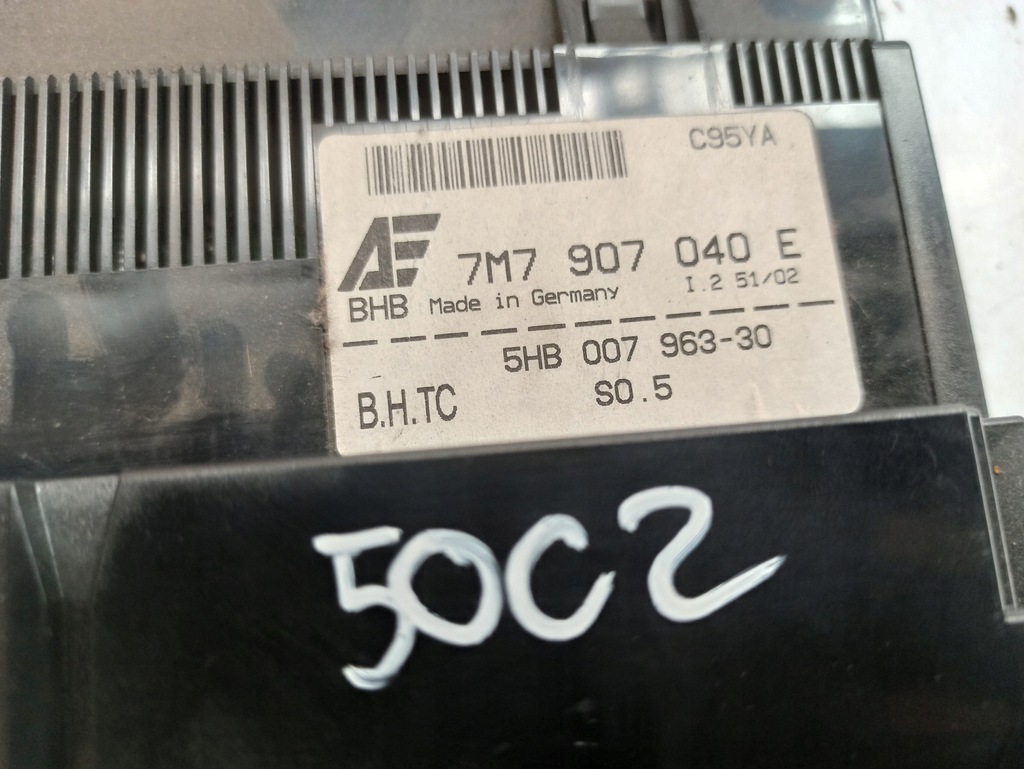 C95YA
AE 7M7 907 040 E
BHB Made in Germany I.2 51/02
5HB 007 963-30
B.H.TC S0.5
50C2